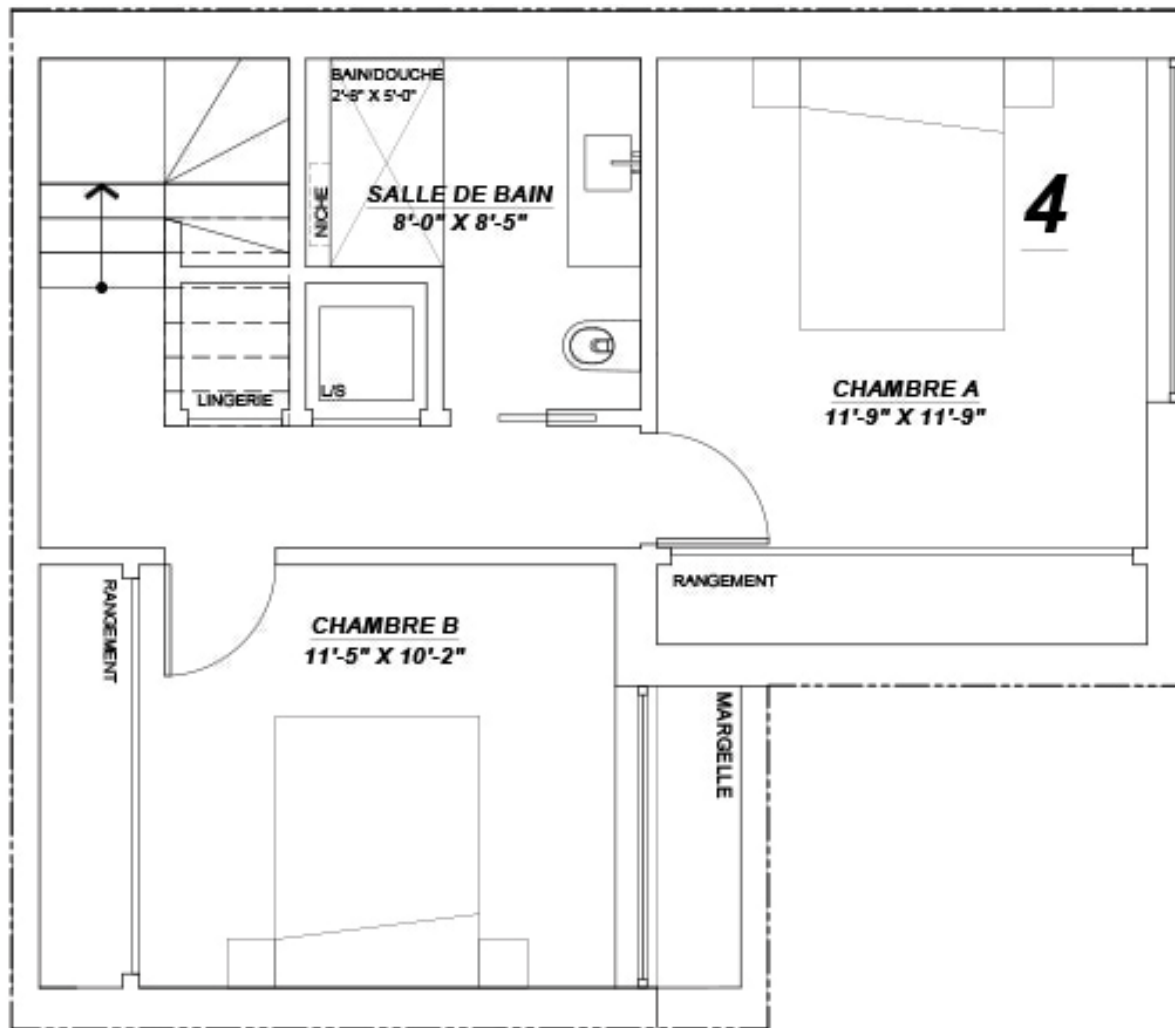 BAIN/DOUCHE
2'-6" X 5'-0"
NICHE
SALLE DE BAIN
8'-0" X 8'-5"
4
LINGERIE
L/S
CHAMBRE A
11'-9" X 11'-9"
RANGEMENT
RANGEMENT
CHAMBRE B
11'-5" X 10'-2"
MARGELLE